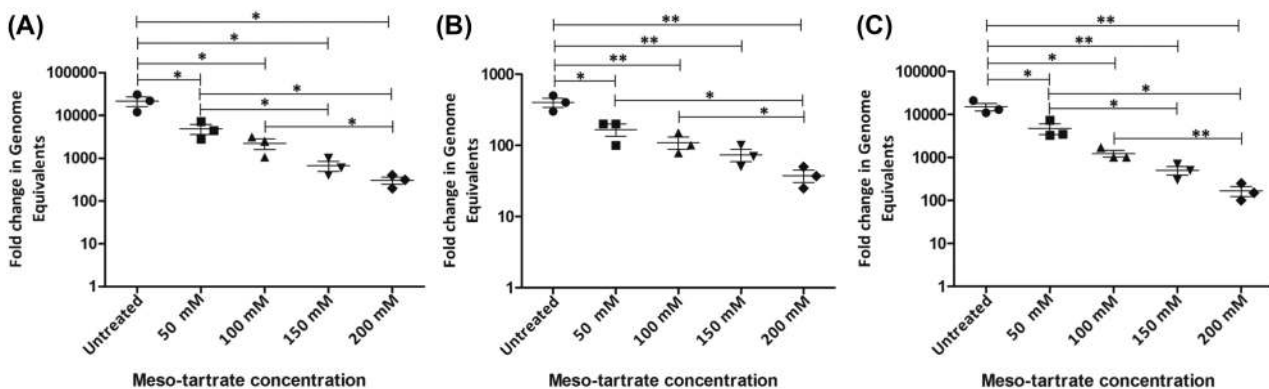 (A)
*
*
*
*
*
*
*
100000
10000
1000
100
10
1
Fold change in Genome
Equivalents
Untreated
50 mM
100 mM
150 mM
200 mM
Meso-tartrate concentration
(B)
**
**
**
*
*
*
1000
100
10
1
Fold change in Genome
Equivalents
Untreated
50 mM
100 mM
150 mM
200 mM
Meso-tartrate concentration
(C)
**
**
*
*
*
*
**
100000
10000
1000
100
10
1
Fold change in Genome
Equivalents
Untreated
50 mM
100 mM
150 mM
200 mM
Meso-tartrate concentration